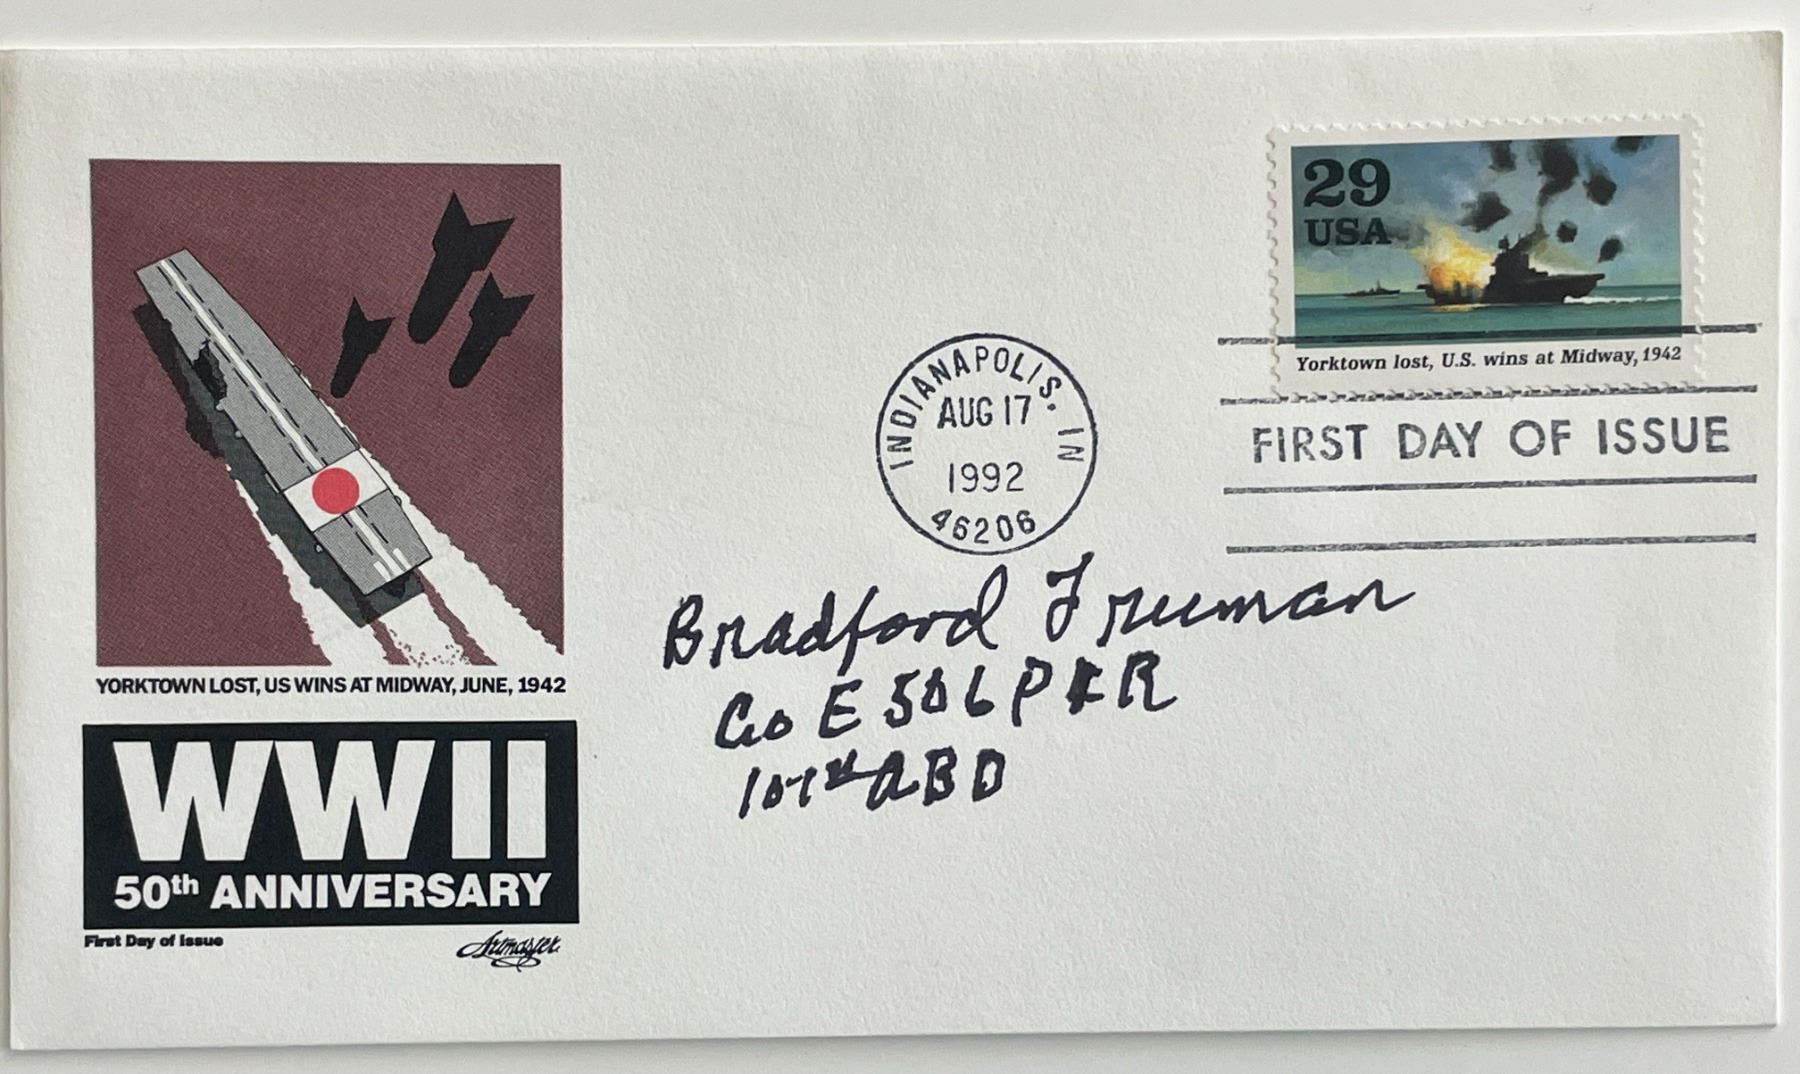 29
USA
Yorktown lost, U.S. wins at Midway, 1942
INDIANAPOLIS, IN
AUG 17
1992
46206
FIRST DAY OF ISSUE
Bradford Freeman
Co E 506 PIR
101st ABD
YORKTOWN LOST, US WINS AT MIDWAY, JUNE, 1942
WWII
50th ANNIVERSARY
First Day of Issue
Artmaster